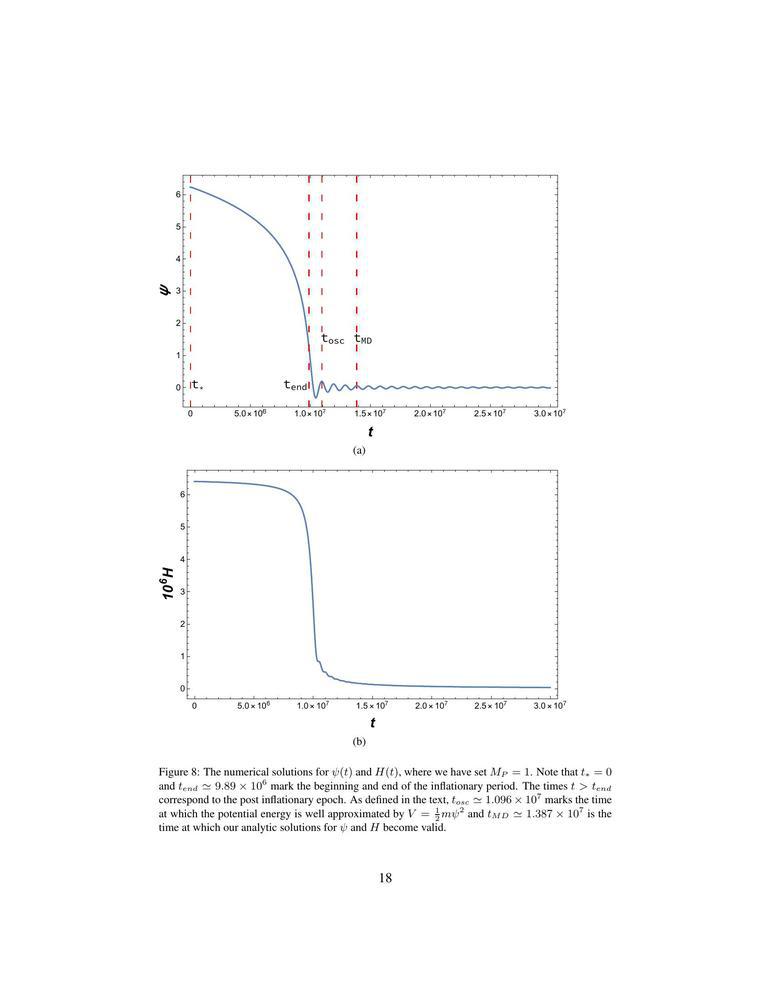 6
5
4
3
2
1
0
ψ
t_osc t_MD
t_* t_end
0 5.0×10^6 1.0×10^7 1.5×10^7 2.0×10^7 2.5×10^7 3.0×10^7
t
(a)
6
5
4
3
2
1
0
10^6H
0 5.0×10^6 1.0×10^7 1.5×10^7 2.0×10^7 2.5×10^7 3.0×10^7
t
(b)
Figure 8: The numerical solutions for ψ(t) and H(t), where we have set M_P = 1. Note that t_* = 0
and t_end ≃ 9.89 × 10^6 mark the beginning and end of the inflationary period. The times t > t_end
correspond to the post inflationary epoch. As defined in the text, t_osc ≃ 1.096 × 10^7 marks the time
at which the potential energy is well approximated by V = 1/2 mψ^2 and t_MD ≃ 1.387 × 10^7 is the
time at which our analytic solutions for ψ and H become valid.
18